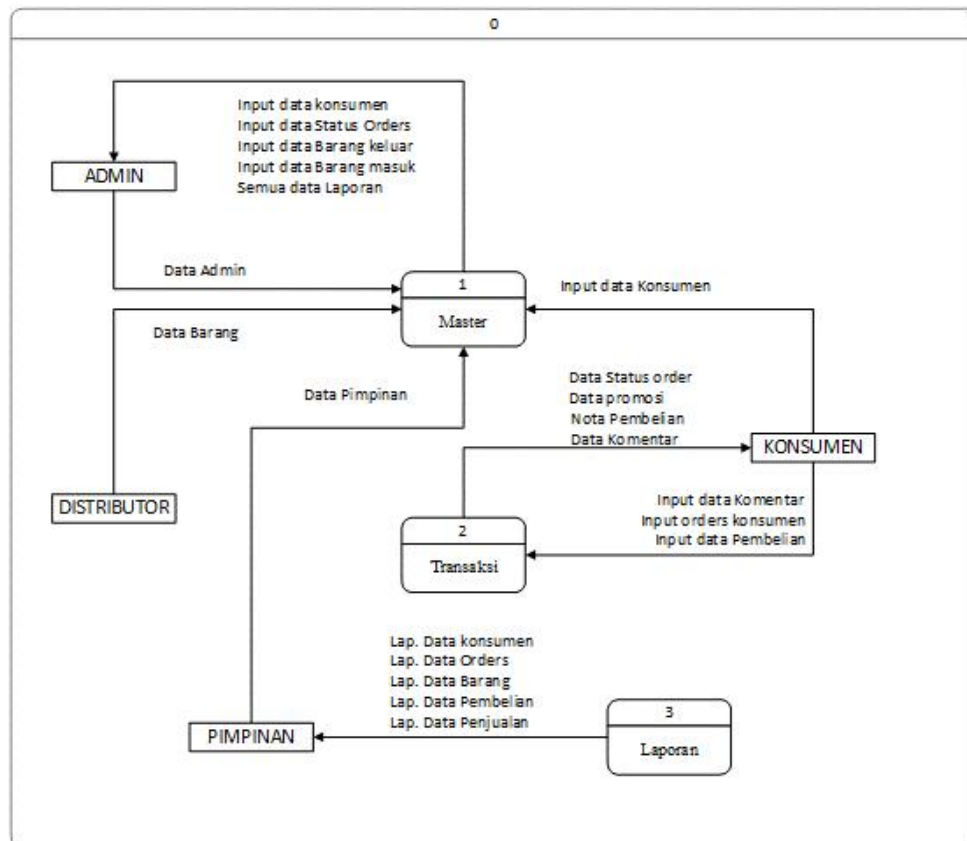 0
Input data konsumen
Input data Status Orders
Input data Barang keluar
Input data Barang masuk
Semua data Laporan
ADMIN
Data Admin
1
Master
Input data Konsumen
Data Barang
Data Pimpinan
Data Status order
Data promosi
Nota Pembelian
Data Komentar
KONSUMEN
DISTRIBUTOR
Input data Komentar
Input orders konsumen
Input data Pembelian
2
Transaksi
Lap. Data konsumen
Lap. Data Orders
Lap. Data Barang
Lap. Data Pembelian
Lap. Data Penjualan
PIMPINAN
3
Laporan